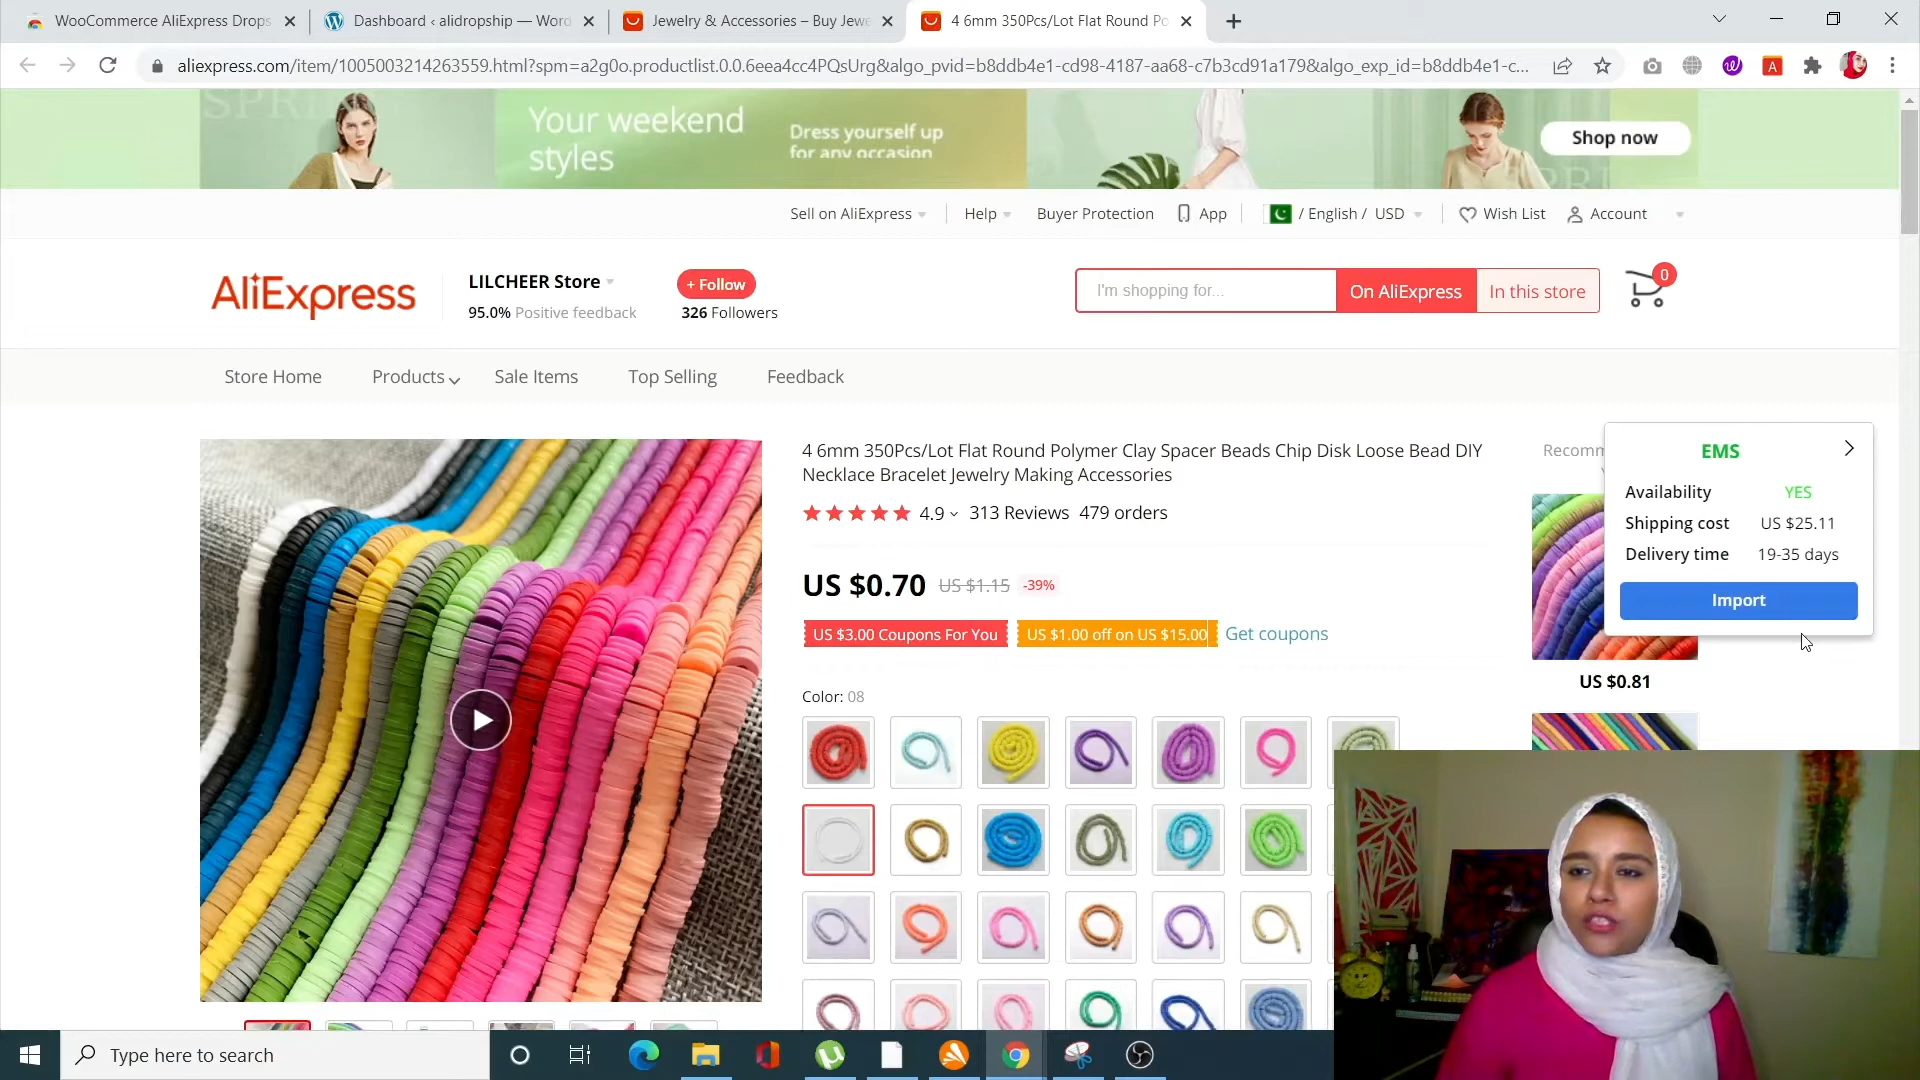 WooCommerce AliExpress Drops
Dashboard ‹ alidropship — Word
Jewelry & Accessories – Buy Jewe
4 6mm 350Pcs/Lot Flat Round Po
aliexpress.com/item/1005003214263559.html?spm=a2g0o.productlist.0.0.6eea4cc4PQsUrg&algo_pvid=b8ddb4e1-cd98-4187-aa68-c7b3cd91a179&algo_exp_id=b8ddb4e1-c...
Your weekend
styles
Dress yourself up
for any occasion
Shop now
Sell on AliExpress
Help
Buyer Protection
App
/ English / USD
Wish List
Account
AliExpress
LILCHEER Store
95.0% Positive feedback
+ Follow
326 Followers
I'm shopping for...
On AliExpress
In this store
0
Store Home
Products
Sale Items
Top Selling
Feedback
4 6mm 350Pcs/Lot Flat Round Polymer Clay Spacer Beads Chip Disk Loose Bead DIY
Necklace Bracelet Jewelry Making Accessories
4.9
313 Reviews
479 orders
US $0.70
US $1.15
-39%
US $3.00 Coupons For You
US $1.00 off on US $15.00
Get coupons
Color: 08
Recomm
EMS
Availability YES
Shipping cost US $25.11
Delivery time 19-35 days
Import
US $0.81
Type here to search